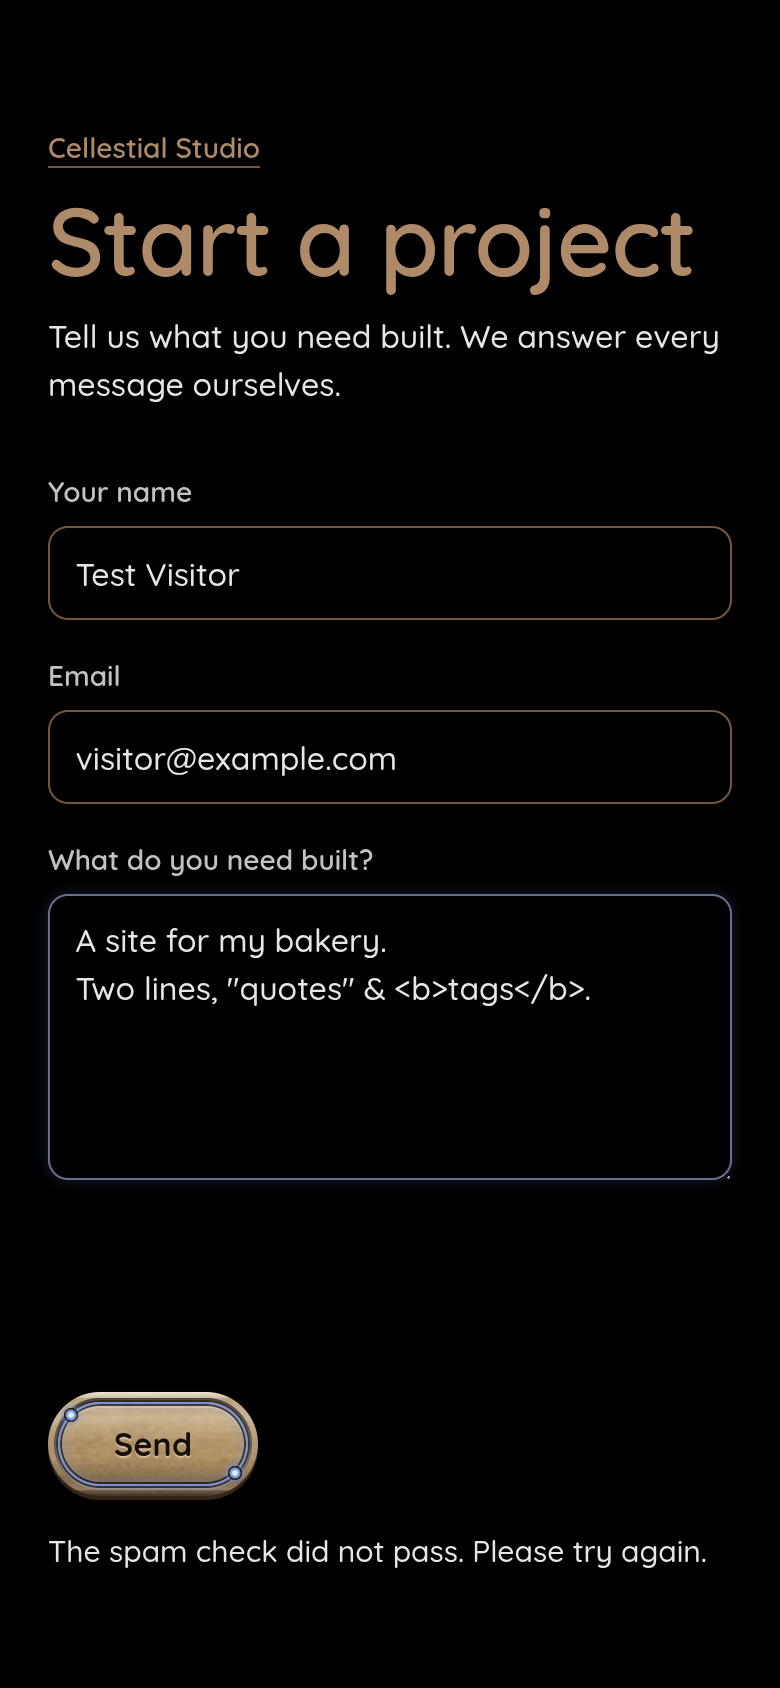 Cellestial Studio
Start a project
Tell us what you need built. We answer every
message ourselves.
Your name
Test Visitor
Email
visitor@example.com
What do you need built?
A site for my bakery.
Two lines, "quotes" & <b>tags</b>.
Send
The spam check did not pass. Please try again.